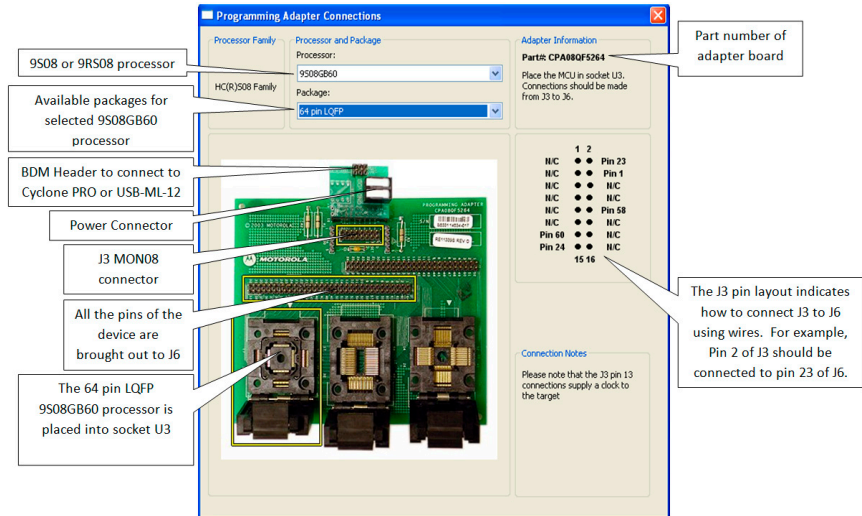 Programming Adapter Connections
Processor Family
Processor and Package
Adapter Information
Processor:
9S08GB60
HC(R)S08 Family
Package:
64 pin LQFP
Part#: CPA08QF5264
Place the MCU in socket U3.
Connections should be made
from J3 to J6.
9S08 or 9RS08 processor
Available packages for
selected 9S08GB60
processor
BDM Header to connect to
Cyclone PRO or USB-ML-12
Power Connector
J3 MON08
connector
All the pins of the
device are
brought out to J6
The 64 pin LQFP
9S08GB60 processor is
placed into socket U3
Part number of
adapter board
PROGRAMMING ADAPTER
CPA08QF5264
S/N
© 2003 MOTOROLA
MOTOROLA
1 2
N/C Pin 23
N/C Pin 1
N/C N/C
N/C N/C
N/C Pin 58
N/C N/C
Pin 60 N/C
Pin 24 N/C
15 16
The J3 pin layout indicates
how to connect J3 to J6
using wires. For example,
Pin 2 of J3 should be
connected to pin 23 of J6.
Connection Notes
Please note that the J3 pin 13
connections supply a clock to
the target